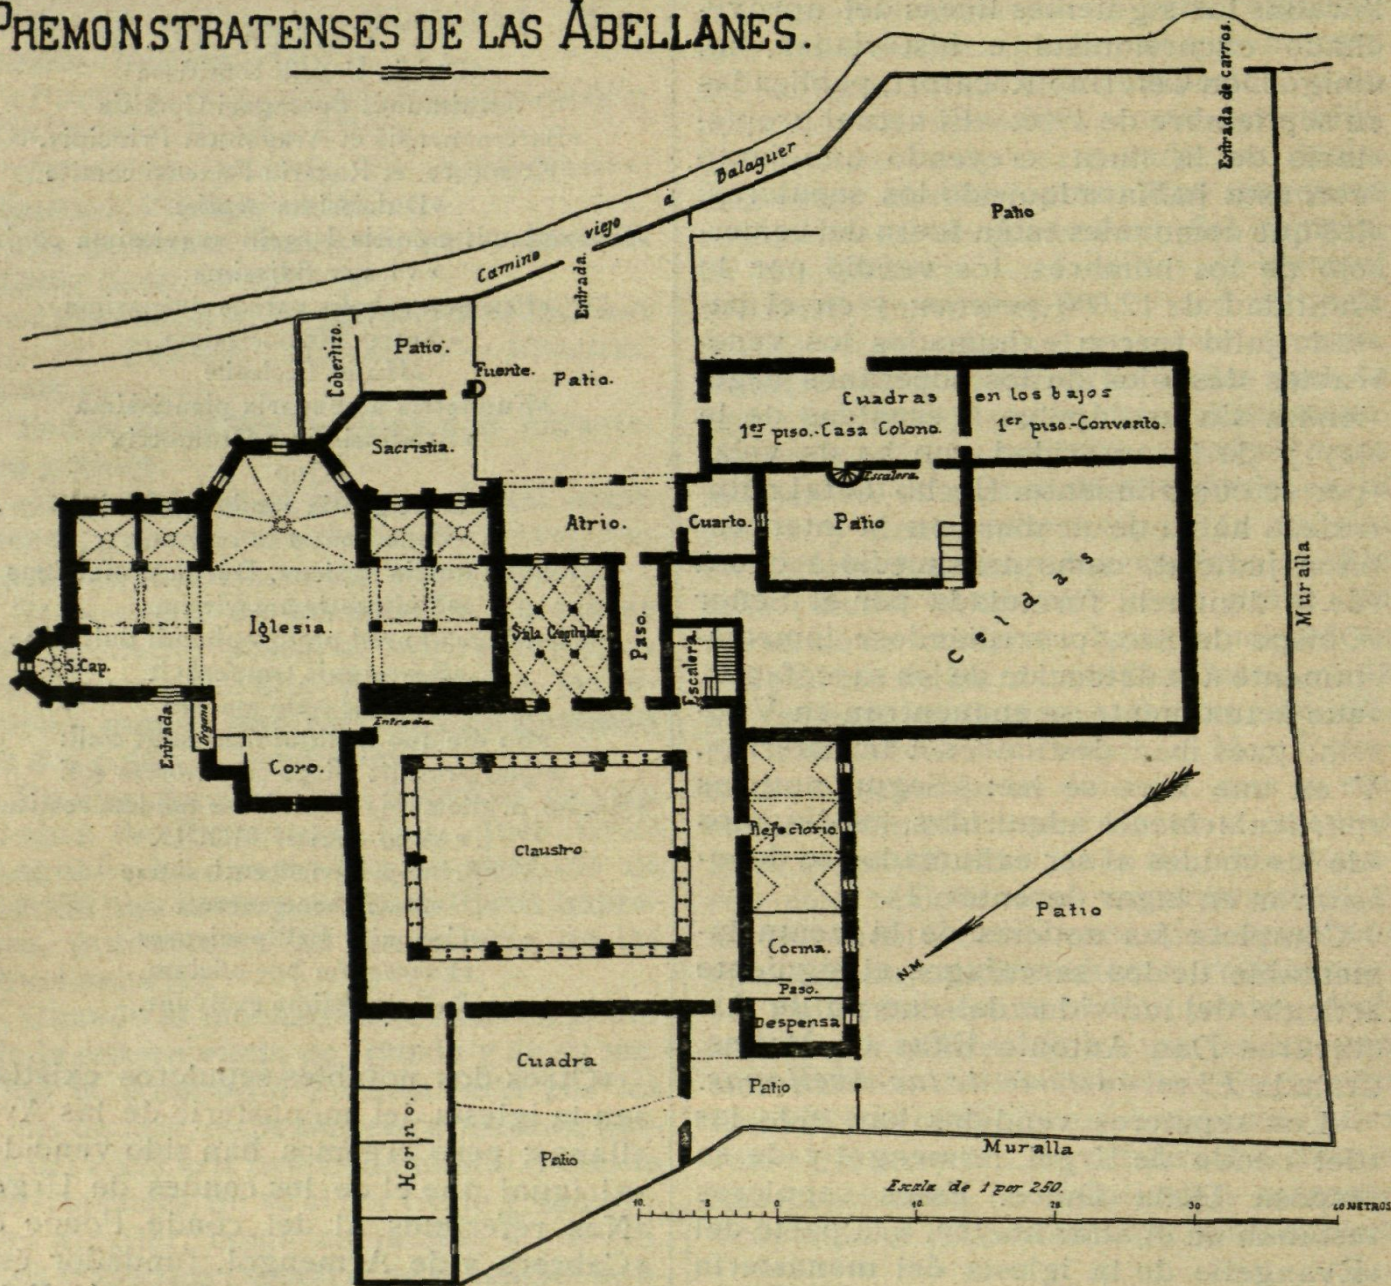 PREMONSTRATENSES DE LAS ABELLANES.
Entrada de carros.
Camino viejo a Balaguer
Patio
Entrada.
Cobertizo.
Patio.
Fuente.
Patio.
Cuadras en los bajos
1er piso.-Casa Colono. 1er piso.-Convento.
Sacristia.
Escalera.
Atrio.
Cuarto.
Patio
Celdas
Muralla
Iglesia.
Sala Capitular.
Paso.
Escalera.
S. Cap.
Entrada
Organo
Entrada.
Coro.
Claustro
Refectorio.
Patio
N.M.
Cocina.
Paso.
Despensa
Cuadra
Patio
Horno.
Patio
Muralla
Escala de 1 por 250.
10. 5 0. 10. 20. 30 40 METROS